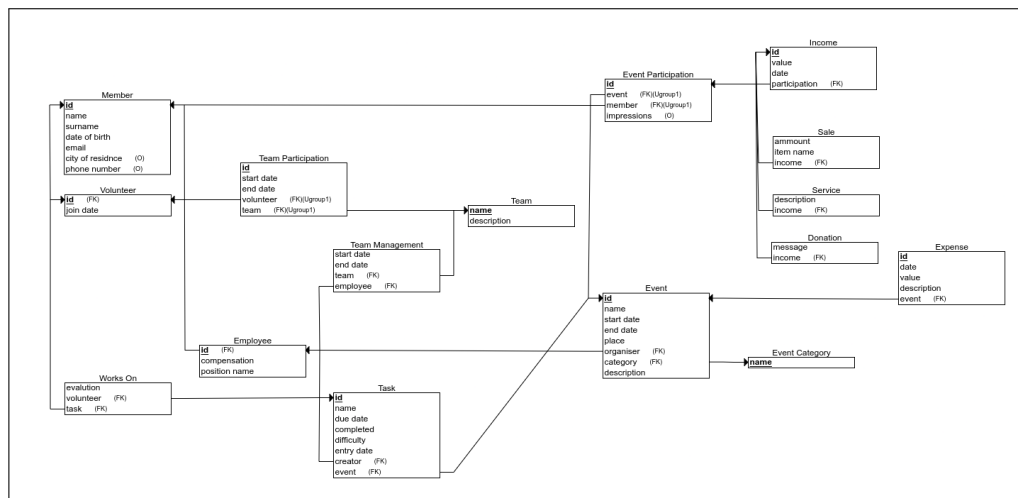 Member
id
name
surname
date of birth
email
city of residnce (O)
phone number (O)
Volunteer
id (FK)
join date
Team Participation
id
start date
end date
volunteer (FK)(Ugroup1)
team (FK)(Ugroup1)
Team
name
description
Team Management
start date
end date
team (FK)
employee (FK)
Employee
id (FK)
compensation
position name
Works On
evalution
volunteer (FK)
task (FK)
Task
id
name
due date
completed
difficulty
entry date
creator (FK)
event (FK)
Event Participation
id
event (FK)(Ugroup1)
member (FK)(Ugroup1)
impressions (O)
Income
id
value
date
participation (FK)
Sale
ammount
item name
income (FK)
Service
description
income (FK)
Donation
message
income (FK)
Expense
id
date
value
description
event (FK)
Event
id
name
start date
end date
place
organiser (FK)
category (FK)
description
Event Category
name